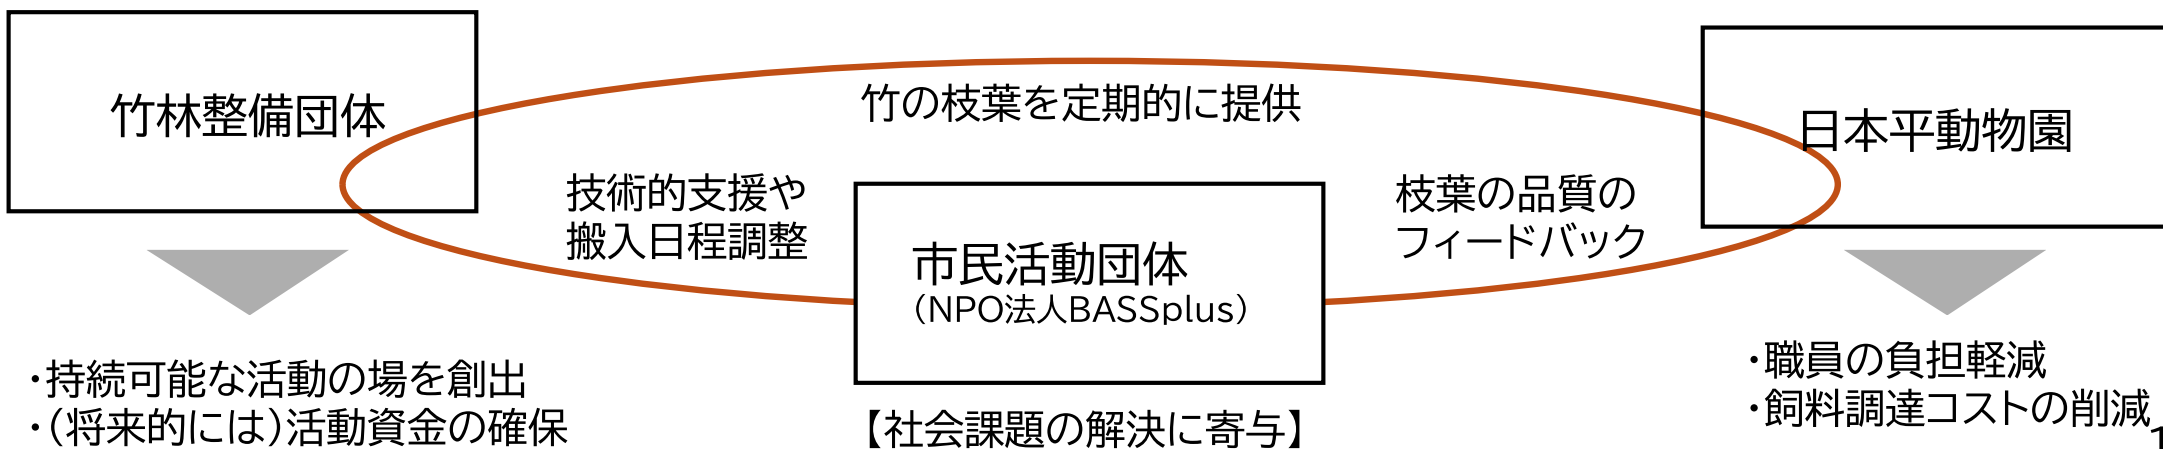 竹林整備団体
竹の枝葉を定期的に提供
日本平動物園
技術的支援や
搬入日程調整
枝葉の品質の
フィードバック
市民活動団体
（NPO法人BASSplus）
・持続可能な活動の場を創出
・（将来的には）活動資金の確保
【社会課題の解決に寄与】
・職員の負担軽減
・飼料調達コストの削減